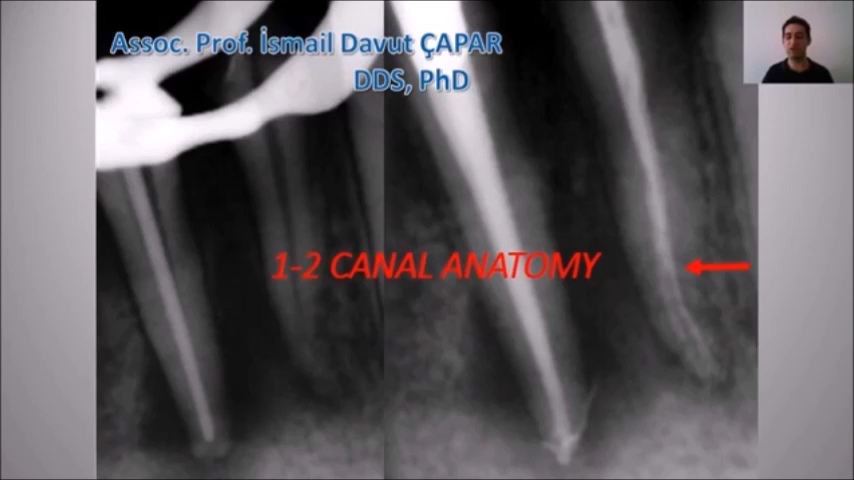 Assoc. Prof. İsmail Davut ÇAPAR
DDS, PhD
1-2 CANAL ANATOMY